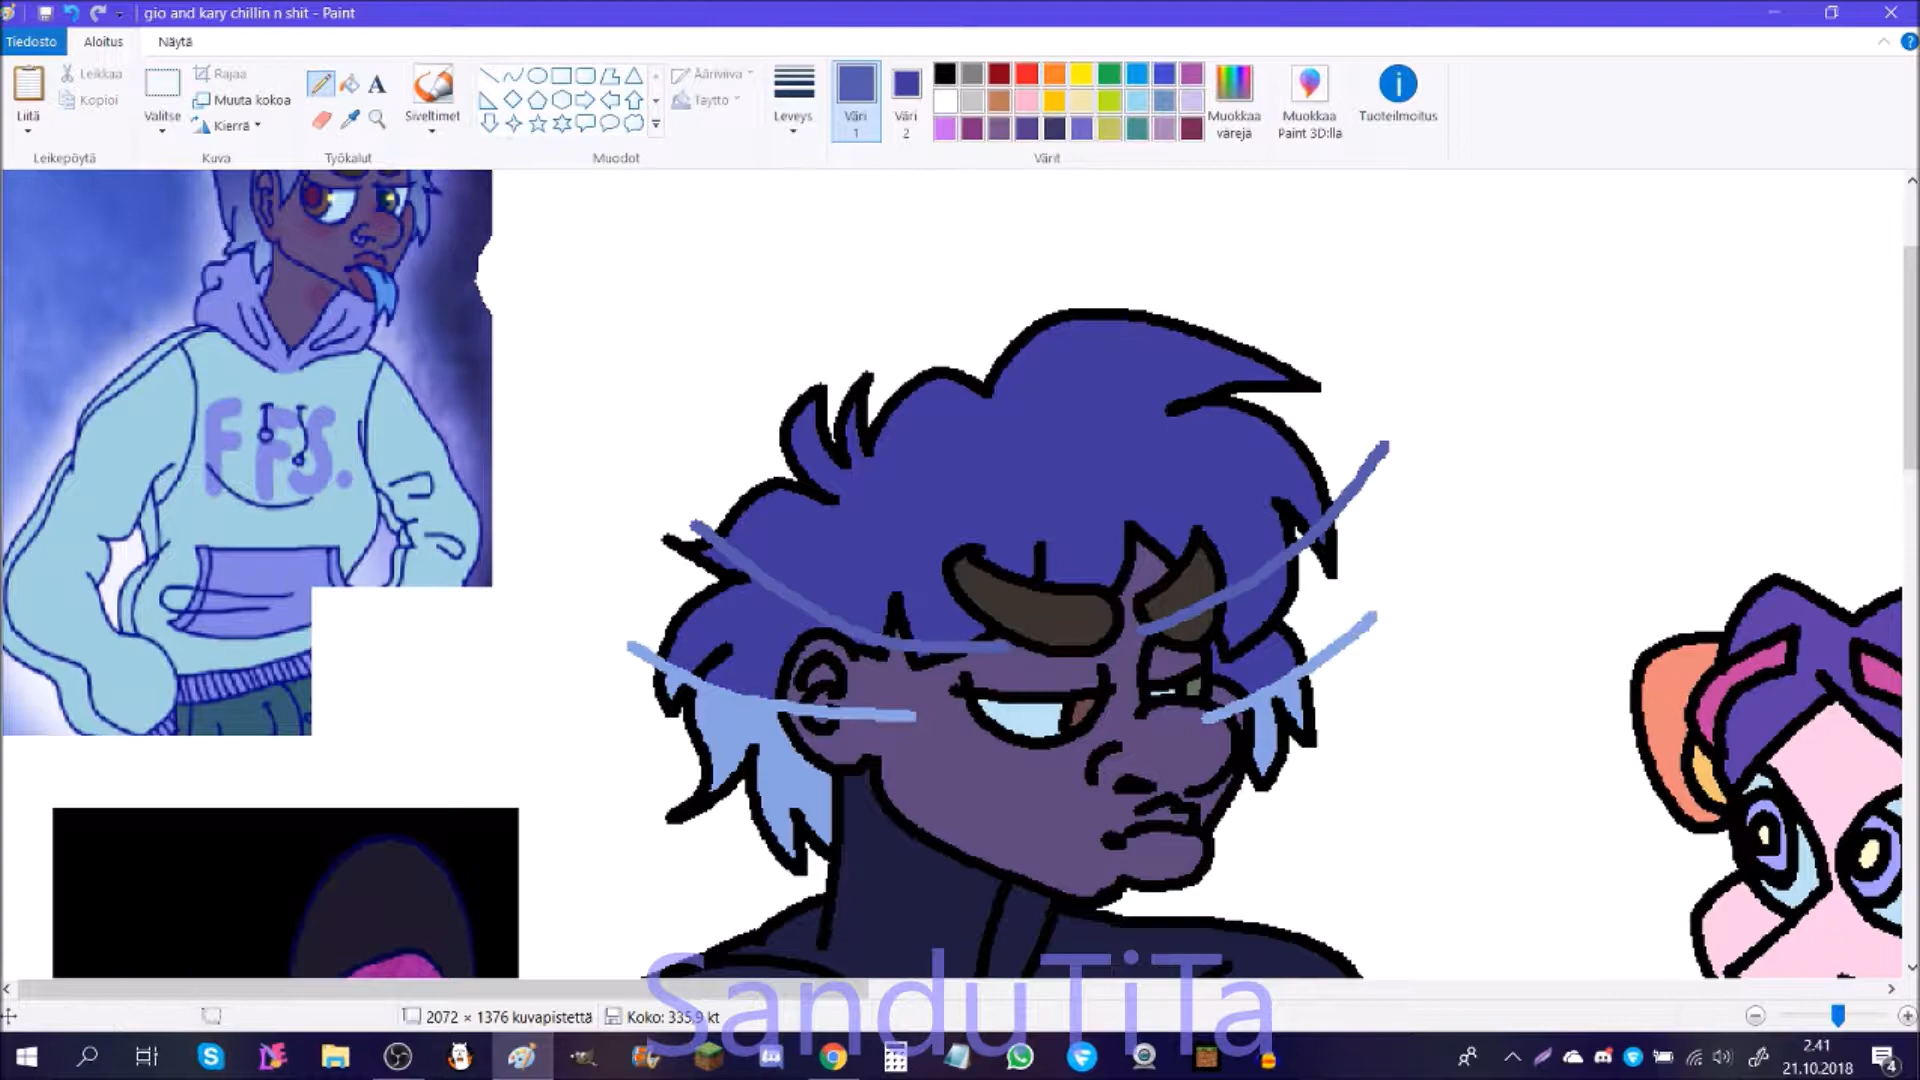 gio and kary chillin n shit - Paint
Tiedosto Aloitus Näytä
Liitä
Leikkaa
Kopioi
Leikepöytä
Valitse
Rajaa
Muuta kokoa
Kierrä
Kuva
A
Työkalut
Siveltimet
Muodot
Ääriviiva
Täyttö
Leveys
Väri 1
Väri 2
Värit
Muokkaa värejä
Muokkaa Paint 3D:llä
Tuoteilmoitus
FFS.
SanduTiTa
2072 × 1376 kuvapistettä
Koko: 335,9 kt
2.41
21.10.2018
4